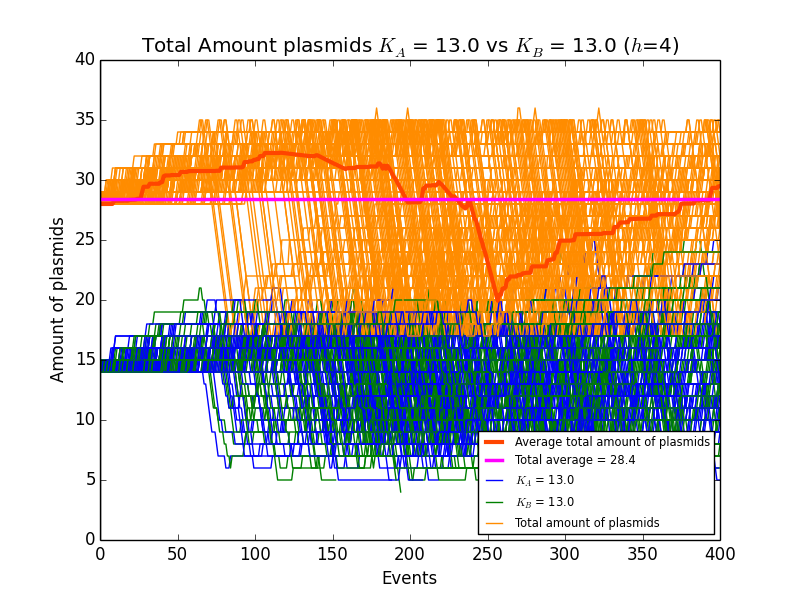 Total Amount plasmids K_A = 13.0 vs K_B = 13.0 (h=4)
40
35
30
25
20
15
10
5
0
Amount of plasmids
Average total amount of plasmids
Total average = 28.4
K_A = 13.0
K_B = 13.0
Total amount of plasmids
0 50 100 150 200 250 300 350 400
Events